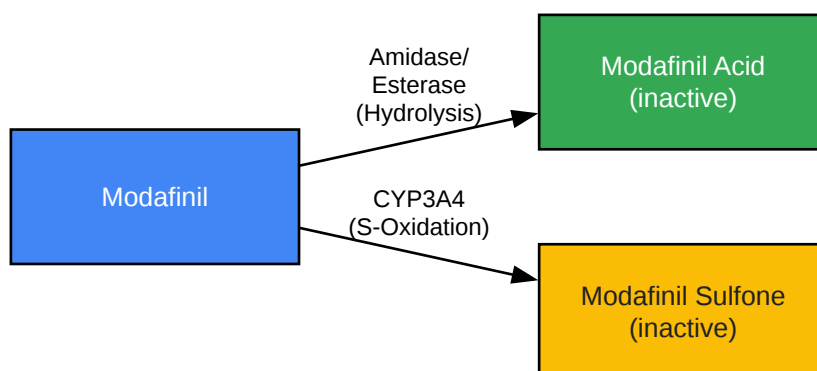 Modafinil
Amidase/
Esterase
(Hydrolysis)
Modafinil Acid
(inactive)
CYP3A4
(S-Oxidation)
Modafinil Sulfone
(inactive)